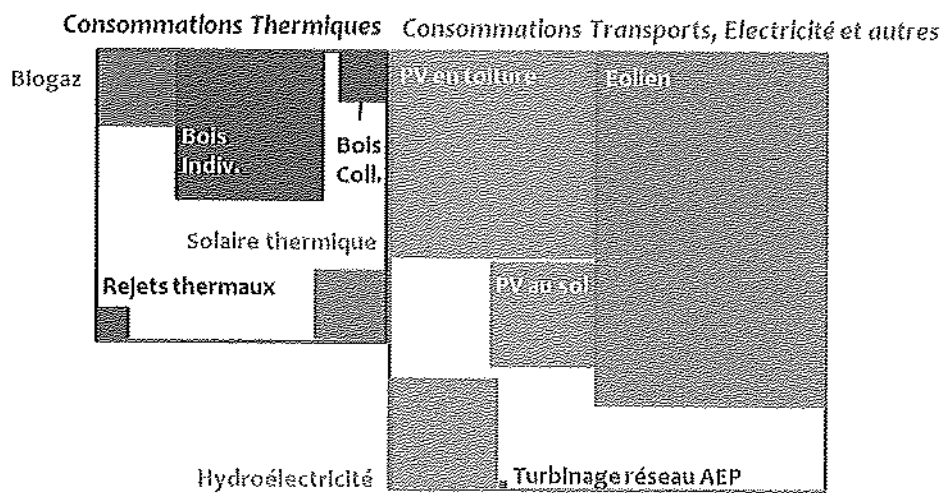 Consommations Thermiques
Consommations Transports, Electricité et autres
Biogaz
PV en toiture
Eolien
Bois
Indiv.
Bois
Coll.
Solaire thermique
Rejets thermaux
PV au sol
Hydroélectricité
Turbinage réseau AEP